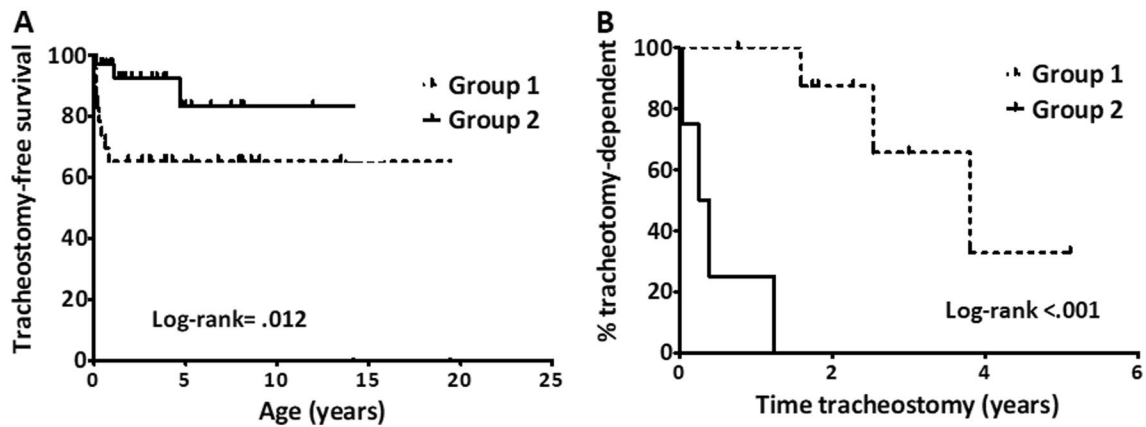 A
Tracheostomy-free survival
100
80
60
40
20
0
0 5 10 15 20 25
Age (years)
Group 1
Group 2
Log-rank= .012
B
% tracheotomy-dependent
100
80
60
40
20
0
0 2 4 6
Time tracheostomy (years)
Group 1
Group 2
Log-rank <.001